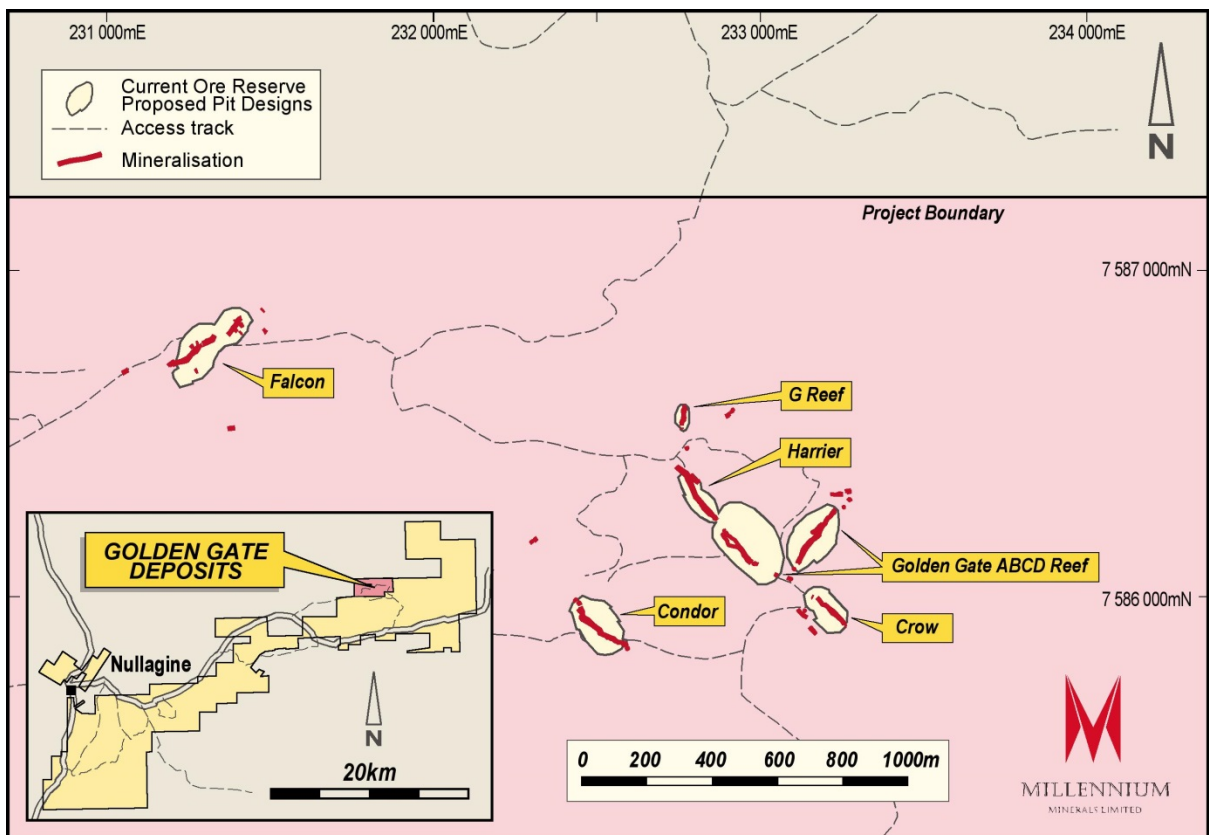 231 000mE
232 000mE
233 000mE
234 000mE
Current Ore Reserve
Proposed Pit Designs
Access track
Mineralisation
N
Project Boundary
7 587 000mN
Falcon
G Reef
Harrier
Golden Gate ABCD Reef
7 586 000mN
Condor
Crow
GOLDEN GATE
DEPOSITS
Nullagine
N
20km
0 200 400 600 800 1000m
MILLENNIUM
MINERALS LIMITED